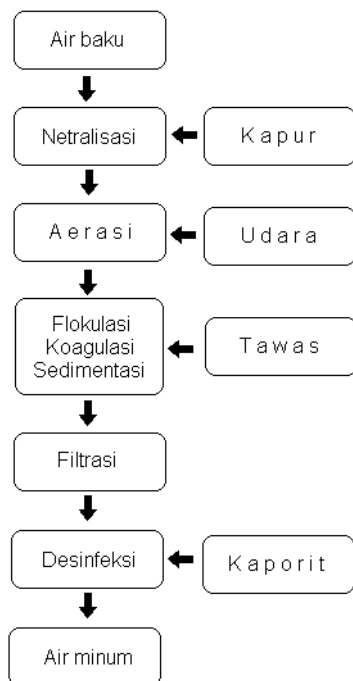 Air baku
Netralisasi
Kapur
Aerasi
Udara
Flokulasi
Koagulasi
Sedimentasi
Tawas
Filtrasi
Desinfeksi
Kaporit
Air minum